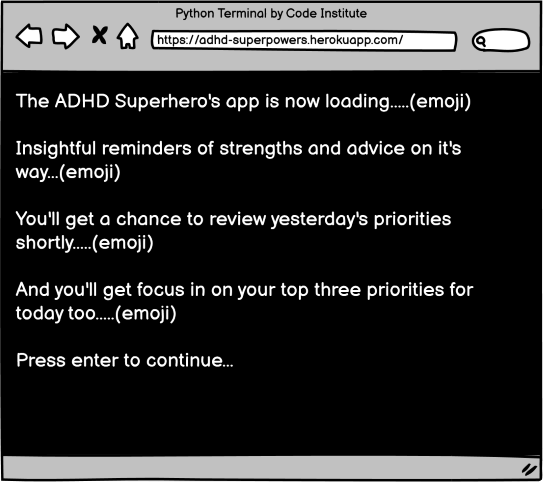 Python Terminal by Code Institute
https://adhd-superpowers.herokuapp.com/
The ADHD Superhero's app is now loading.....(emoji)
Insightful reminders of strengths and advice on it's
way...(emoji)
You'll get a chance to review yesterday's priorities
shortly.....(emoji)
And you'll get focus in on your top three priorities for
today too.....(emoji)
Press enter to continue...